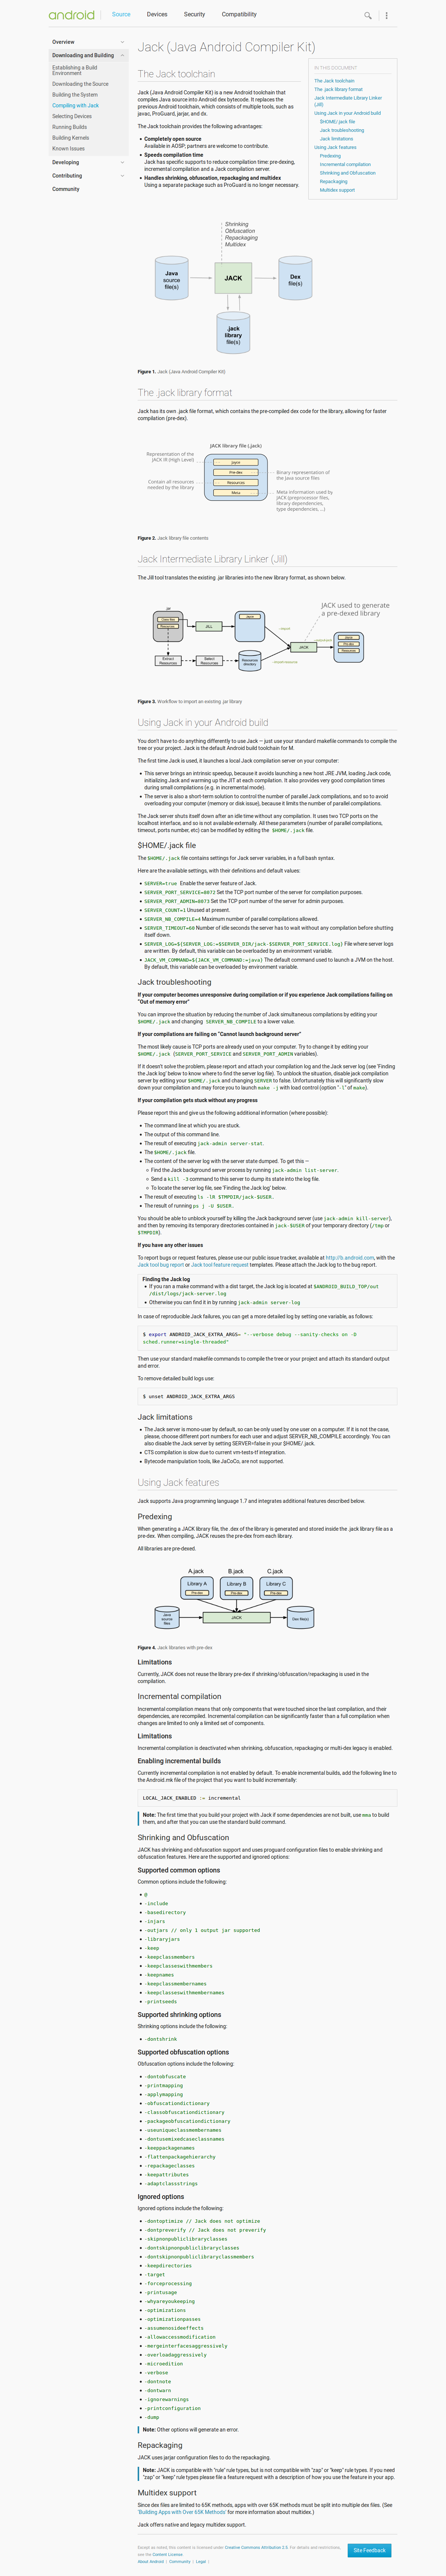 android
Source
Devices
Security
Compatibility
Overview
Downloading and Building
Establishing a Build
Environment
Downloading the Source
Building the System
Compiling with Jack
Selecting Devices
Running Builds
Building Kernels
Known Issues
Developing
Contributing
Community
Jack (Java Android Compiler Kit)
IN THIS DOCUMENT
The Jack toolchain
The .jack library format
Jack Intermediate Library Linker
(Jill)
Using Jack in your Android build
$HOME/.jack file
Jack troubleshooting
Jack limitations
Using Jack features
Predexing
Incremental compilation
Shrinking and Obfuscation
Repackaging
Multidex support
The Jack toolchain
Jack (Java Android Compiler Kit) is a new Android toolchain that
compiles Java source into Android dex bytecode. It replaces the
previous Android toolchain, which consists of multiple tools, such as
javac, ProGuard, jarjar, and dx.
The Jack toolchain provides the following advantages:
• Completely open source
Available in AOSP; partners are welcome to contribute.
• Speeds compilation time
Jack has specific supports to reduce compilation time: pre-dexing,
incremental compilation and a Jack compilation server.
• Handles shrinking, obfuscation, repackaging and multidex
Using a separate package such as ProGuard is no longer necessary.
Shrinking
Obfuscation
Repackaging
Multidex
Java
source
file(s)
JACK
Dex
file(s)
.jack
library
file(s)
Figure 1. Jack (Java Android Compiler Kit)
The .jack library format
Jack has its own .jack file format, which contains the pre-compiled dex code for the library, allowing for faster
compilation (pre-dex).
JACK library file (.jack)
Representation of the
JACK IR (High Level)
Jayce
Pre-dex
Binary representation of
the Java source files
Contain all resources
needed by the library
Resources
Meta
Meta Information used by
JACK (preprocessor files,
library dependencies,
type dependencies, ...)
Figure 2. Jack library file contents
Jack Intermediate Library Linker (Jill)
The Jill tool translates the existing .jar libraries into the new library format, as shown below.
JACK used to generate
a pre-dexed library
.jar
Class files
Resources
JILL
Jayce
--import
JACK
Jayce
Pre-dex
Resources
Extract
Resources
Select
Resources
Resource
directory
--import-resource
Figure 3. Workflow to import an existing .jar library
Using Jack in your Android build
You don't have to do anything differently to use Jack — just use your standard makefile commands to compile the
tree or your project. Jack is the default Android build toolchain for M.
The first time Jack is used, it launches a local Jack compilation server on your computer:
• This server brings an intrinsic speedup, because it avoids launching a new host JRE JVM, loading Jack code,
initializing Jack and warming up the JIT at each compilation. It also provides very good compilation times
during small compilations (e.g. in incremental mode).
• The server is also a short-term solution to control the number of parallel Jack compilations, and so to avoid
overloading your computer (memory or disk issue), because it limits the number of parallel compilations.
The Jack server shuts itself down after an idle time without any compilation. It uses two TCP ports on the
localhost interface, and so is not available externally. All these parameters (number of parallel compilations,
timeout, ports number, etc) can be modified by editing the $HOME/.jack file.
$HOME/.jack file
The $HOME/.jack file contains settings for Jack server variables, in a full bash syntax.
Here are the available settings, with their definitions and default values:
• SERVER=true Enable the server feature of Jack.
• SERVER_PORT_SERVICE=8072 Set the TCP port number of the server for compilation purposes.
• SERVER_PORT_ADMIN=8073 Set the TCP port number of the server for admin purposes.
• SERVER_COUNT=1 Unused at present.
• SERVER_NB_COMPILE=4 Maximum number of parallel compilations allowed.
• SERVER_TIMEOUT=60 Number of idle seconds the server has to wait without any compilation before shutting
itself down.
• SERVER_LOG=${SERVER_LOG:=$SERVER_DIR/jack-$SERVER_PORT_SERVICE.log} File where server logs
are written. By default, this variable can be overloaded by an environment variable.
• JACK_VM_COMMAND=${JACK_VM_COMMAND:=java} The default command used to launch a JVM on the host.
By default, this variable can be overloaded by environment variable.
Jack troubleshooting
If your computer becomes unresponsive during compilation or if you experience Jack compilations failing on
"Out of memory error"
You can improve the situation by reducing the number of Jack simultaneous compilations by editing your
$HOME/.jack and changing SERVER_NB_COMPILE to a lower value.
If your compilations are failing on "Cannot launch background server"
The most likely cause is TCP ports are already used on your computer. Try to change it by editing your
$HOME/.jack (SERVER_PORT_SERVICE and SERVER_PORT_ADMIN variables).
If it doesn't solve the problem, please report and attach your compilation log and the Jack server log (see 'Finding
the Jack log' below to know where to find the server log file). To unblock the situation, disable jack compilation
server by editing your $HOME/.jack and changing SERVER to false. Unfortunately this will significantly slow
down your compilation and may force you to launch make -j with load control (option "-l" of make).
If your compilation gets stuck without any progress
Please report this and give us the following additional information (where possible):
• The command line at which you are stuck.
• The output of this command line.
• The result of executing jack-admin server-stat.
• The $HOME/.jack file.
• The content of the server log with the server state dumped. To get this —
Find the Jack background server process by running jack-admin list-server.
Send a kill -3 command to this server to dump its state into the log file.
To locate the server log file, see 'Finding the Jack log' below.
• The result of executing ls -lR $TMPDIR/jack-$USER.
• The result of running ps j -U $USER.
You should be able to unblock yourself by killing the Jack background server (use jack-admin kill-server),
and then by removing its temporary directories contained in jack-$USER of your temporary directory (/tmp or
$TMPDIR).
If you have any other issues
To report bugs or request features, please use our public issue tracker, available at http://b.android.com, with the
Jack tool bug report or Jack tool feature request templates. Please attach the Jack log to the bug report.
Finding the Jack log
• If you ran a make command with a dist target, the Jack log is located at $ANDROID_BUILD_TOP/out
/dist/logs/jack-server.log
• Otherwise you can find it in by running jack-admin server-log
In case of reproducible Jack failures, you can get a more detailed log by setting one variable, as follows:
$ export ANDROID_JACK_EXTRA_ARGS= "--verbose debug --sanity-checks on -D
sched.runner=single-threaded"
Then use your standard makefile commands to compile the tree or your project and attach its standard output
and error.
To remove detailed build logs use:
$ unset ANDROID_JACK_EXTRA_ARGS
Jack limitations
• The Jack server is mono-user by default, so can be only used by one user on a computer. If it is not the case,
please, choose different port numbers for each user and adjust SERVER_NB_COMPILE accordingly. You can
also disable the Jack server by setting SERVER=false in your $HOME/.jack.
• CTS compilation is slow due to current vm-tests-tf integration.
• Bytecode manipulation tools, like JaCoCo, are not supported.
Using Jack features
Jack supports Java programming language 1.7 and integrates additional features described below.
Predexing
When generating a JACK library file, the .dex of the library is generated and stored inside the .jack library file as a
pre-dex. When compiling, JACK reuses the pre-dex from each library.
All libraries are pre-dexed.
A.jack
B.jack
C.jack
Library A
Library B
Library C
Pre-dex
Pre-dex
Pre-dex
Java
source
files
JACK
Dex file(s)
Figure 4. Jack libraries with pre-dex
Limitations
Currently, JACK does not reuse the library pre-dex if shrinking/obfuscation/repackaging is used in the
compilation.
Incremental compilation
Incremental compilation means that only components that were touched since the last compilation, and their
dependencies, are recompiled. Incremental compilation can be significantly faster than a full compilation when
changes are limited to only a limited set of components.
Limitations
Incremental compilation is deactivated when shrinking, obfuscation, repackaging or multi-dex legacy is enabled.
Enabling incremental builds
Currently incremental compilation is not enabled by default. To enable incremental builds, add the following line to
the Android.mk file of the project that you want to build incrementally:
LOCAL_JACK_ENABLED := incremental
Note: The first time that you build your project with Jack if some dependencies are not built, use mma to build
them, and after that you can use the standard build command.
Shrinking and Obfuscation
JACK has shrinking and obfuscation support and uses proguard configuration files to enable shrinking and
obfuscation features. Here are the supported and ignored options:
Supported common options
Common options include the following:
• @
• -include
• -basedirectory
• -injars
• -outjars // only 1 output jar supported
• -libraryjars
• -keep
• -keepclassmembers
• -keepclasseswithmembers
• -keepnames
• -keepclassmembernames
• -keepclasseswithmembernames
• -printseeds
Supported shrinking options
Shrinking options include the following:
• -dontshrink
Supported obfuscation options
Obfuscation options include the following:
• -dontobfuscate
• -printmapping
• -applymapping
• -obfuscationdictionary
• -classobfuscationdictionary
• -packageobfuscationdictionary
• -useuniqueclassmembernames
• -dontusemixedcaseclassnames
• -keeppackagenames
• -flattenpackagehierarchy
• -repackageclasses
• -keepattributes
• -adaptclassstrings
Ignored options
Ignored options include the following:
• -dontoptimize // Jack does not optimize
• -dontpreverify // Jack does not preverify
• -skipnonpubliclibraryclasses
• -dontskipnonpubliclibraryclasses
• -dontskipnonpubliclibraryclassmembers
• -keepdirectories
• -target
• -forceprocessing
• -printusage
• -whyareyoukeeping
• -optimizations
• -optimizationpasses
• -assumenosideeffects
• -allowaccessmodification
• -mergeinterfacesaggressively
• -overloadaggressively
• -microedition
• -verbose
• -dontnote
• -dontwarn
• -ignorewarnings
• -printconfiguration
• -dump
Note: Other options will generate an error.
Repackaging
JACK uses jarjar configuration files to do the repackaging.
Note: JACK is compatible with "rule" rule types, but is not compatible with "zap" or "keep" rule types. If you need
"zap" or "keep" rule types please file a feature request with a description of how you use the feature in your app.
Multidex support
Since dex files are limited to 65K methods, apps with over 65K methods must be split into multiple dex files. (See
'Building Apps with Over 65K Methods' for more information about multidex.)
Jack offers native and legacy multidex support.
Except as noted, this content is licensed under Creative Commons Attribution 2.5. For details and restrictions,
see the Content License.
About Android | Community | Legal |
Site Feedback